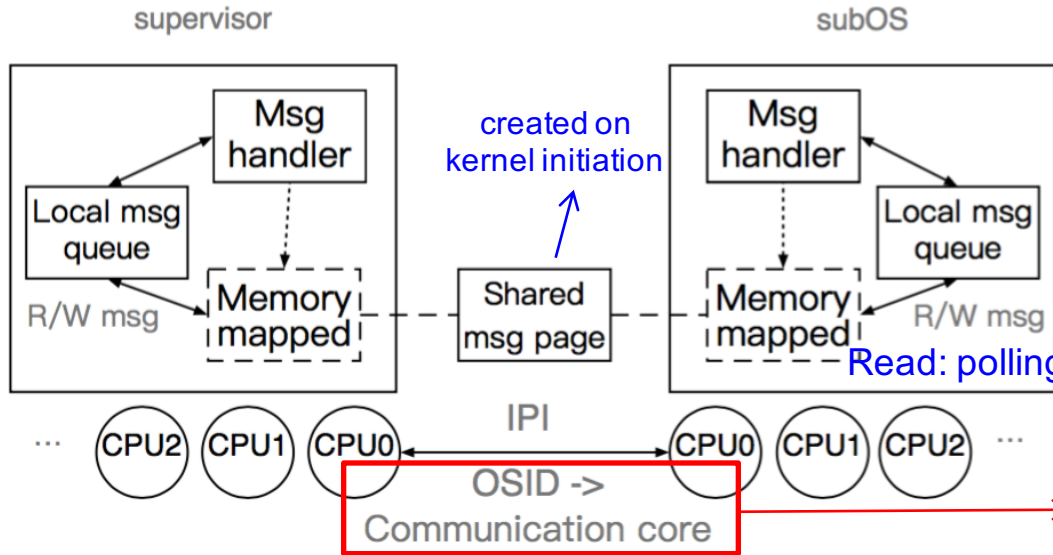 supervisor
subOS
Msg
handler
created on
kernel initiation
Msg
handler
Local msg
queue
Local msg
queue
R/W msg
Memory
mapped
Shared
msg page
Memory
mapped
R/W msg
Read: polling
...
CPU2
CPU1
CPU0
IPI
CPU0
CPU1
CPU2
...
OSID ->
Communication core